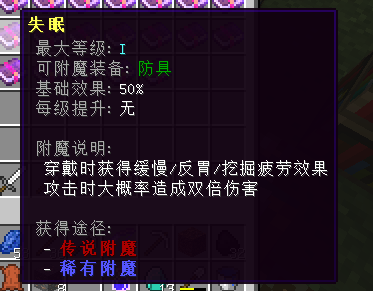 失眠
最大等级: I
可附魔装备: 防具
基础效果: 50%
每级提升: 无
附魔说明:
穿戴时获得缓慢/反胃/挖掘疲劳效果
攻击时大概率造成双倍伤害
获得途径:
- 传说附魔
- 稀有附魔